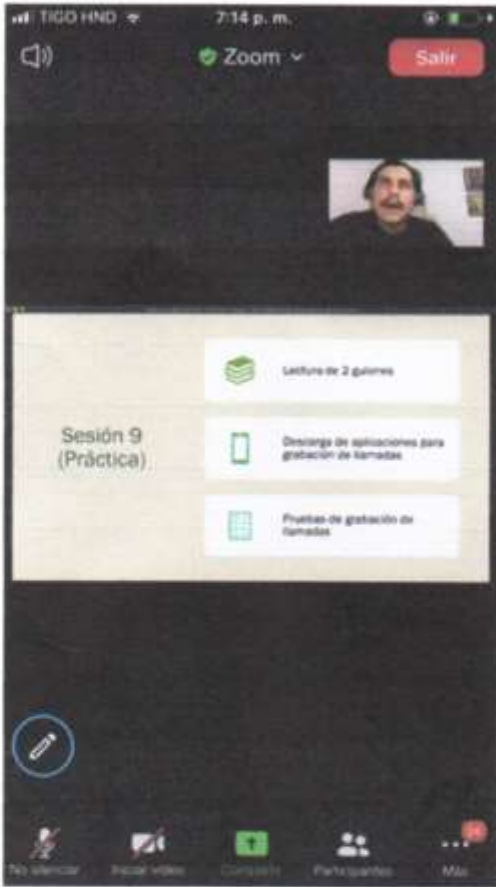 TIGO HND 7:14 p. m.
Zoom
Salir
Sesión 9
(Práctica)
Lectura de 2 guiones
Descarga de aplicaciones para
grabación de llamadas
Pruebas de grabación de
llamadas
No silenciar Iniciar video Compartir Participantes Más